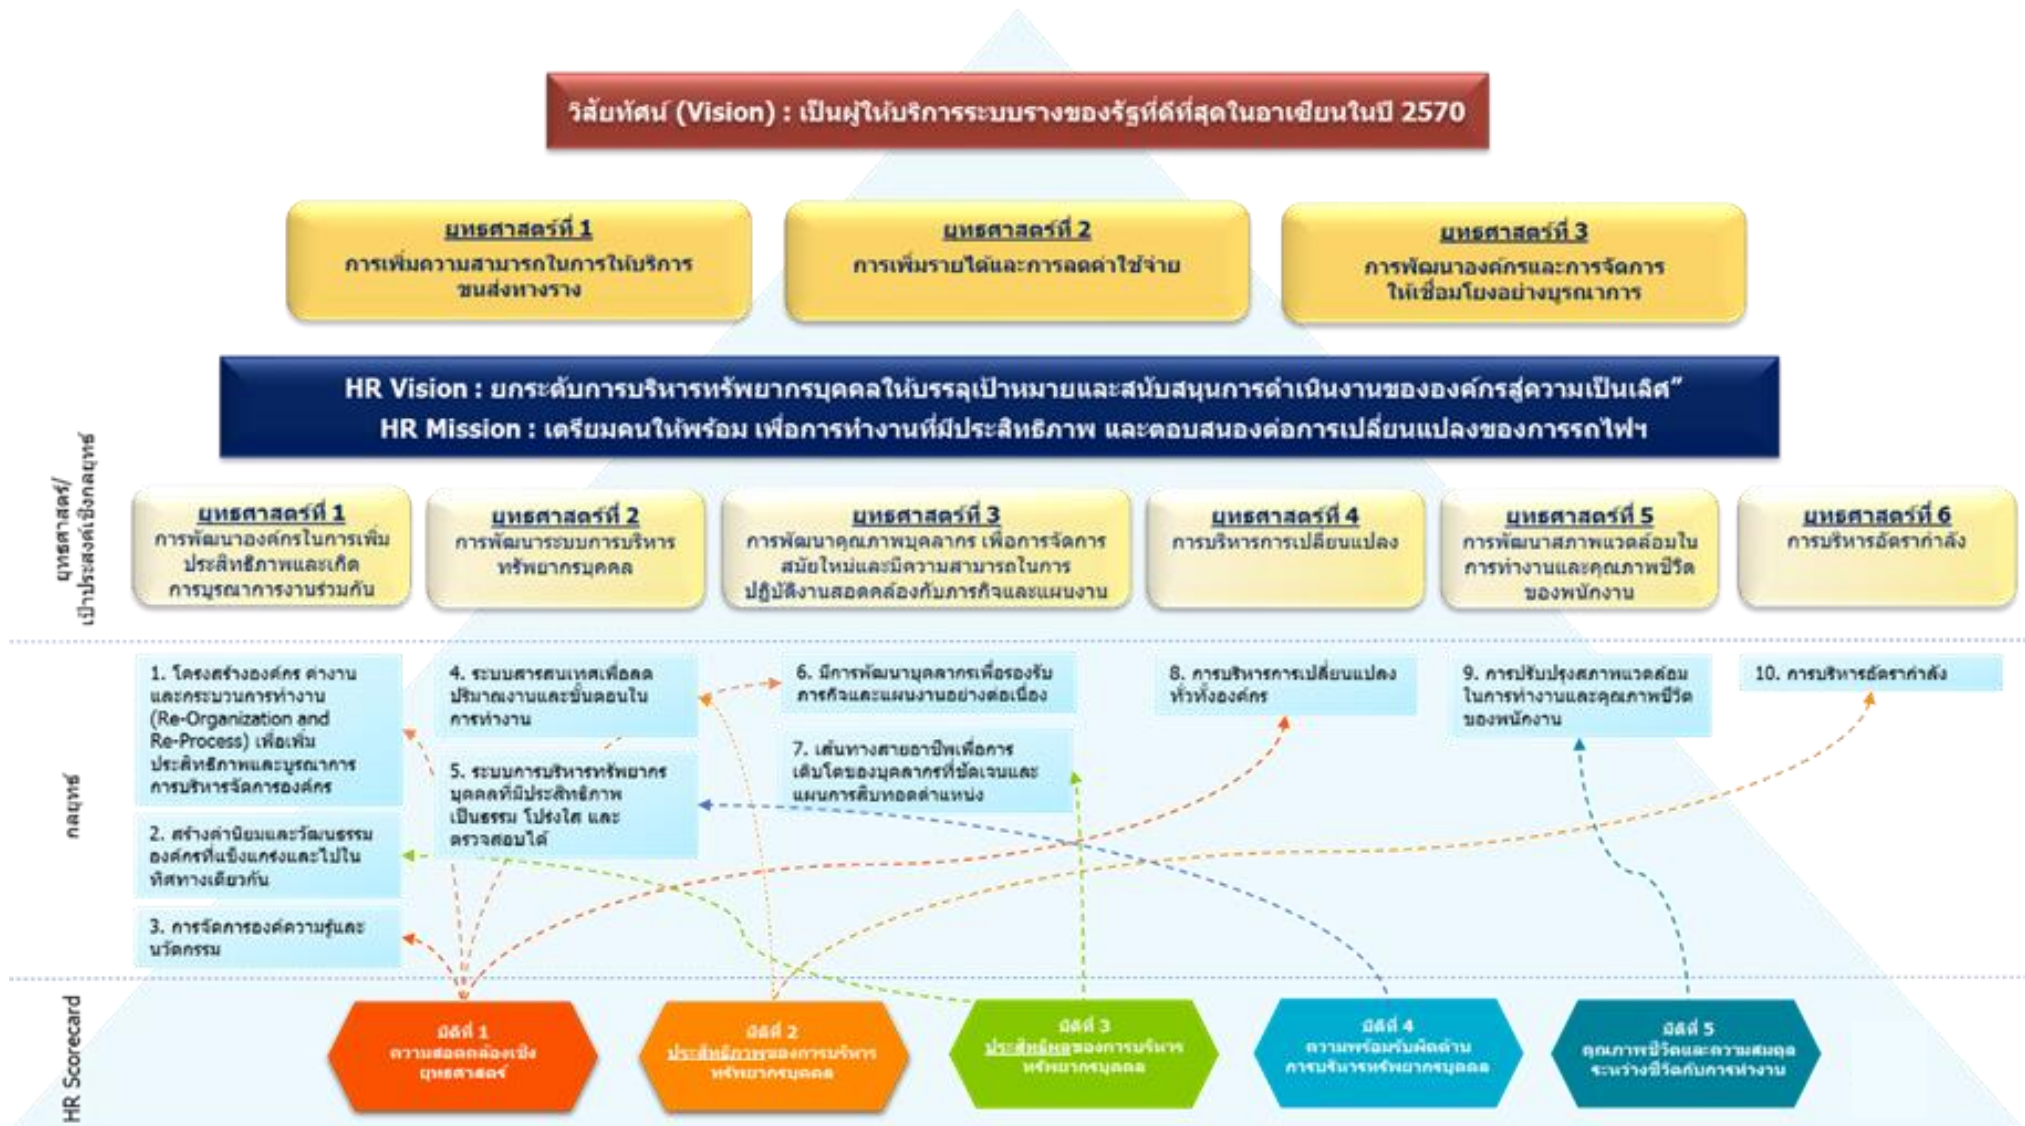 วิสัยทัศน์ (Vision) : เป็นผู้ให้บริการระบบรางของรัฐที่ดีที่สุดในอาเซียนในปี 2570
ยุทธศาสตร์ที่ 1
การเพิ่มความสามารถในการให้บริการ
ขนส่งทางราง
ยุทธศาสตร์ที่ 2
การเพิ่มรายได้และการลดค่าใช้จ่าย
ยุทธศาสตร์ที่ 3
การพัฒนาองค์กรและการจัดการ
ให้เชื่อมโยงอย่างบูรณาการ
HR Vision : ยกระดับการบริหารทรัพยากรบุคคลให้บรรลุเป้าหมายและสนับสนุนการดำเนินงานขององค์กรสู่ความเป็นเลิศ”
HR Mission : เตรียมคนให้พร้อม เพื่อการทำงานที่มีประสิทธิภาพ และตอบสนองต่อการเปลี่ยนแปลงของการรถไฟฯ
ยุทธศาสตร์/
เป้าประสงค์เชิงกลยุทธ์
ยุทธศาสตร์ที่ 1
การพัฒนาองค์กรในการเพิ่ม
ประสิทธิภาพและเกิด
การบูรณาการงานร่วมกัน
ยุทธศาสตร์ที่ 2
การพัฒนาระบบการบริหาร
ทรัพยากรบุคคล
ยุทธศาสตร์ที่ 3
การพัฒนาคุณภาพบุคลากร เพื่อการจัดการ
สมัยใหม่และมีความสามารถในการ
ปฏิบัติงานสอดคล้องกับภารกิจและแผนงาน
ยุทธศาสตร์ที่ 4
การบริหารการเปลี่ยนแปลง
ยุทธศาสตร์ที่ 5
การพัฒนาสภาพแวดล้อมใน
การทำงานและคุณภาพชีวิต
ของพนักงาน
ยุทธศาสตร์ที่ 6
การบริหารอัตรากำลัง
กลยุทธ์
1. โครงสร้างองค์กร ค่างาน
และกระบวนการทำงาน
(Re-Organization and
Re-Process) เพื่อเพิ่ม
ประสิทธิภาพและบูรณาการ
การบริหารจัดการองค์กร
2. สร้างค่านิยมและวัฒนธรรม
องค์กรที่แข็งแกร่งและไปใน
ทิศทางเดียวกัน
3. การจัดการองค์ความรู้และ
นวัตกรรม
4. ระบบสารสนเทศเพื่อลด
ปริมาณงานและขั้นตอนใน
การทำงาน
5. ระบบการบริหารทรัพยากร
บุคคลที่มีประสิทธิภาพ
เป็นธรรม โปร่งใส และ
ตรวจสอบได้
6. มีการพัฒนาบุคลากรเพื่อรองรับ
ภารกิจและแผนงานอย่างต่อเนื่อง
7. เส้นทางสายอาชีพเพื่อการ
เติบโตของบุคลากรที่ชัดเจนและ
แผนการสืบทอดตำแหน่ง
8. การบริหารการเปลี่ยนแปลง
ทั่วทั้งองค์กร
9. การปรับปรุงสภาพแวดล้อม
ในการทำงานและคุณภาพชีวิต
ของพนักงาน
10. การบริหารอัตรากำลัง
HR Scorecard
มิติที่ 1
ความสอดคล้องเชิง
ยุทธศาสตร์
มิติที่ 2
ประสิทธิภาพของการบริหาร
ทรัพยากรบุคคล
มิติที่ 3
ประสิทธิผลของการบริหาร
ทรัพยากรบุคคล
มิติที่ 4
ความพร้อมรับผิดด้าน
การบริหารทรัพยากรบุคคล
มิติที่ 5
คุณภาพชีวิตและความสมดุล
ระหว่างชีวิตกับการทำงาน